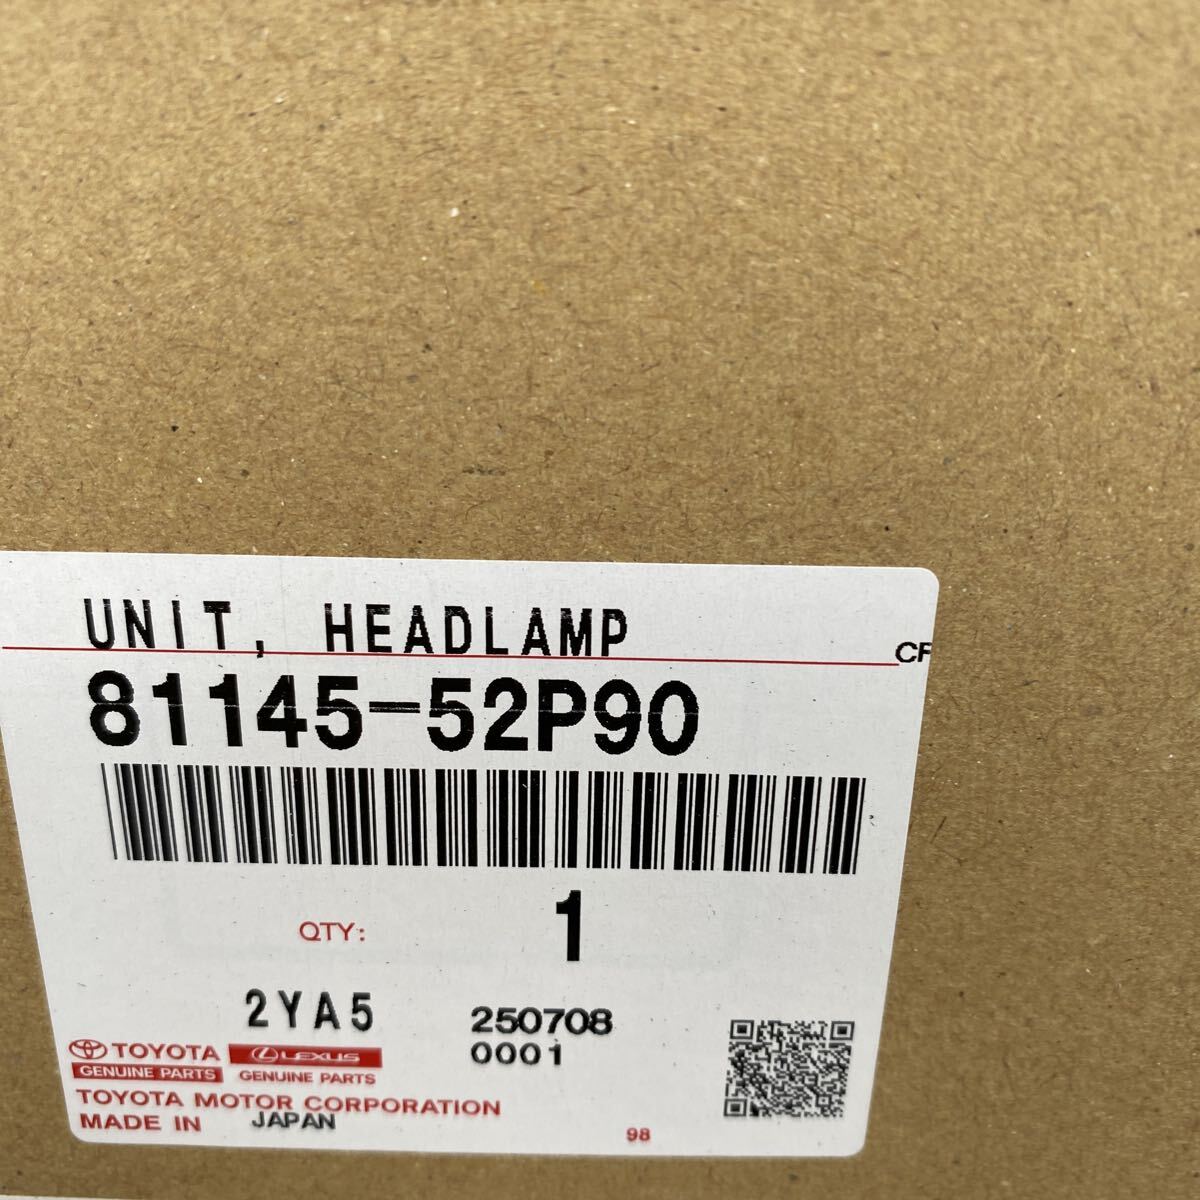 UNIT, HEADLAMP
CF
81145-52P90
QTY: 1
2YA5 250708
0001
TOYOTA LEXUS
GENUINE PARTS GENUINE PARTS
TOYOTA MOTOR CORPORATION
MADE IN JAPAN
98